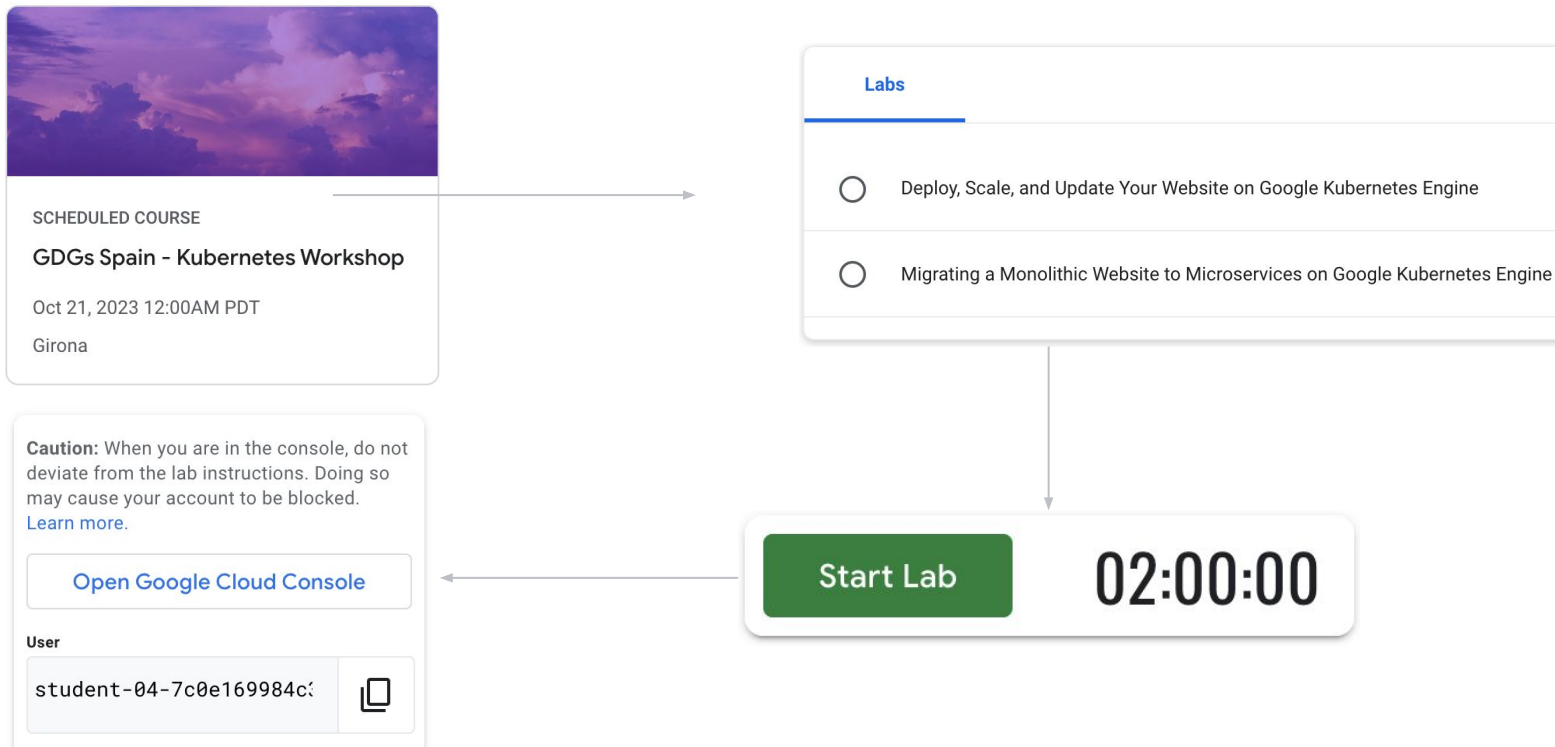 SCHEDULED COURSE
GDGs Spain - Kubernetes Workshop
Oct 21, 2023 12:00AM PDT
Girona
Labs
Deploy, Scale, and Update Your Website on Google Kubernetes Engine
Migrating a Monolithic Website to Microservices on Google Kubernetes Engine
Start Lab
02:00:00
Caution: When you are in the console, do not
deviate from the lab instructions. Doing so
may cause your account to be blocked.
Learn more.
Open Google Cloud Console
User
student-04-7c0e169984c